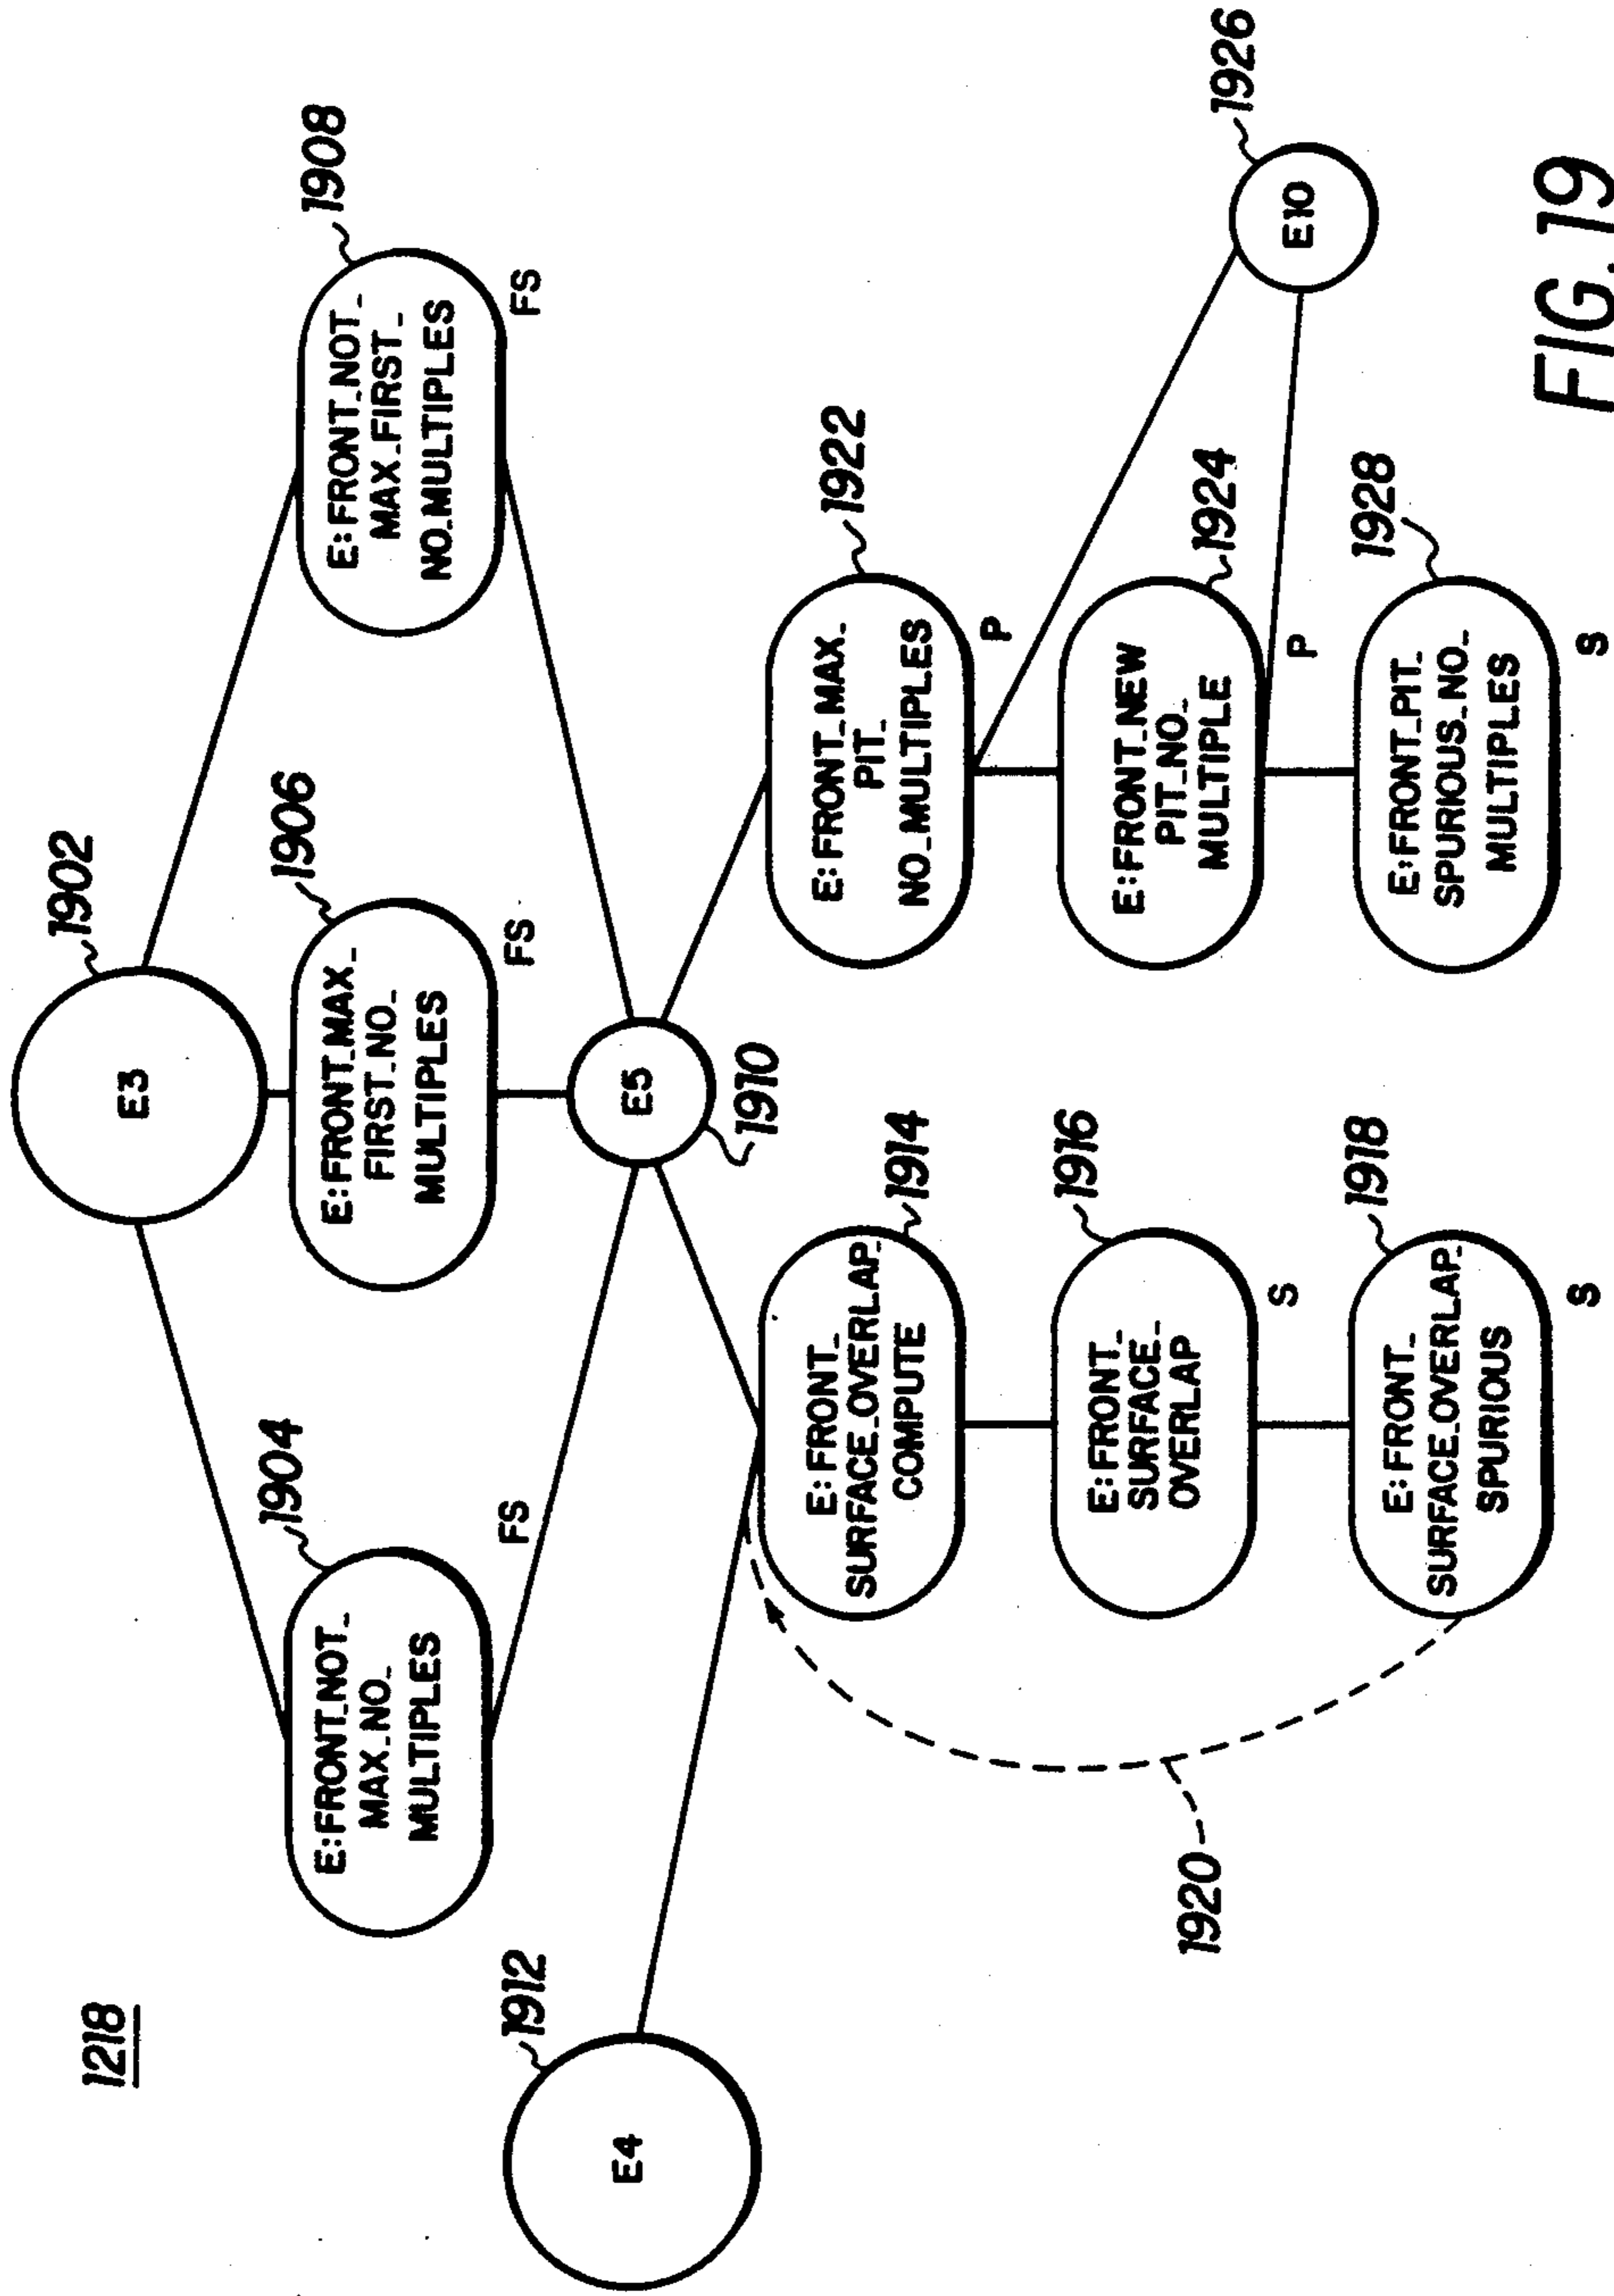 1218
1902
E3
1904
1906
1908
E:FRONT_NOT_
MAX_NO_
MULTIPLES
FS
E:FRONT_MAX_
FIRST_NO_
MULTIPLES
FS
E:FRONT_NOT_
MAX_FIRST_
NO_MULTIPLES
FS
1912
E4
E5
1910
1914
E:FRONT_
SURFACE_OVERLAP_
COMPUTE
1916
E:FRONT_
SURFACE_
OVERLAP
S
1918
E:FRONT_
SURFACE_OVERLAP_
SPURIOUS
S
1920
1922
E:FRONT_MAX_
PIT_
NO_MULTIPLES
P
1924
E:FRONT_NEW
PIT_NO_
MULTIPLE
P
1926
E10
1928
E:FRONT_PIT_
SPURIOUS_NO_
MULTIPLES
S
FIG. 19